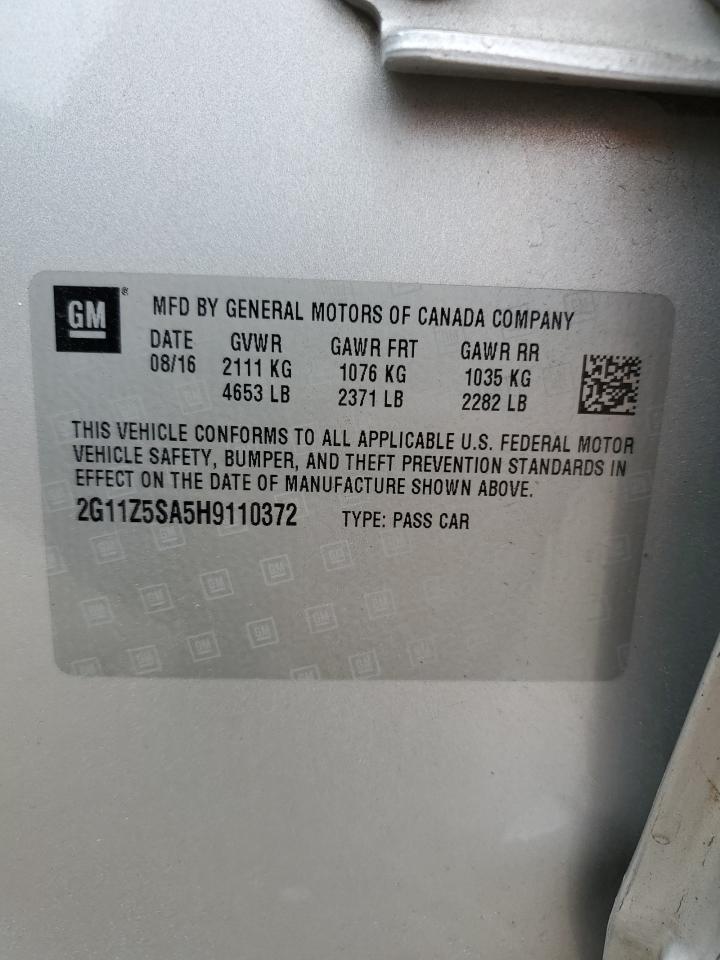 GM®
MFD BY GENERAL MOTORS OF CANADA COMPANY
DATE GVWR GAWR FRT GAWR RR
08/16 2111 KG 1076 KG 1035 KG
4653 LB 2371 LB 2282 LB
THIS VEHICLE CONFORMS TO ALL APPLICABLE U.S. FEDERAL MOTOR
VEHICLE SAFETY, BUMPER, AND THEFT PREVENTION STANDARDS IN
EFFECT ON THE DATE OF MANUFACTURE SHOWN ABOVE.
2G11Z5SA5H9110372 TYPE: PASS CAR